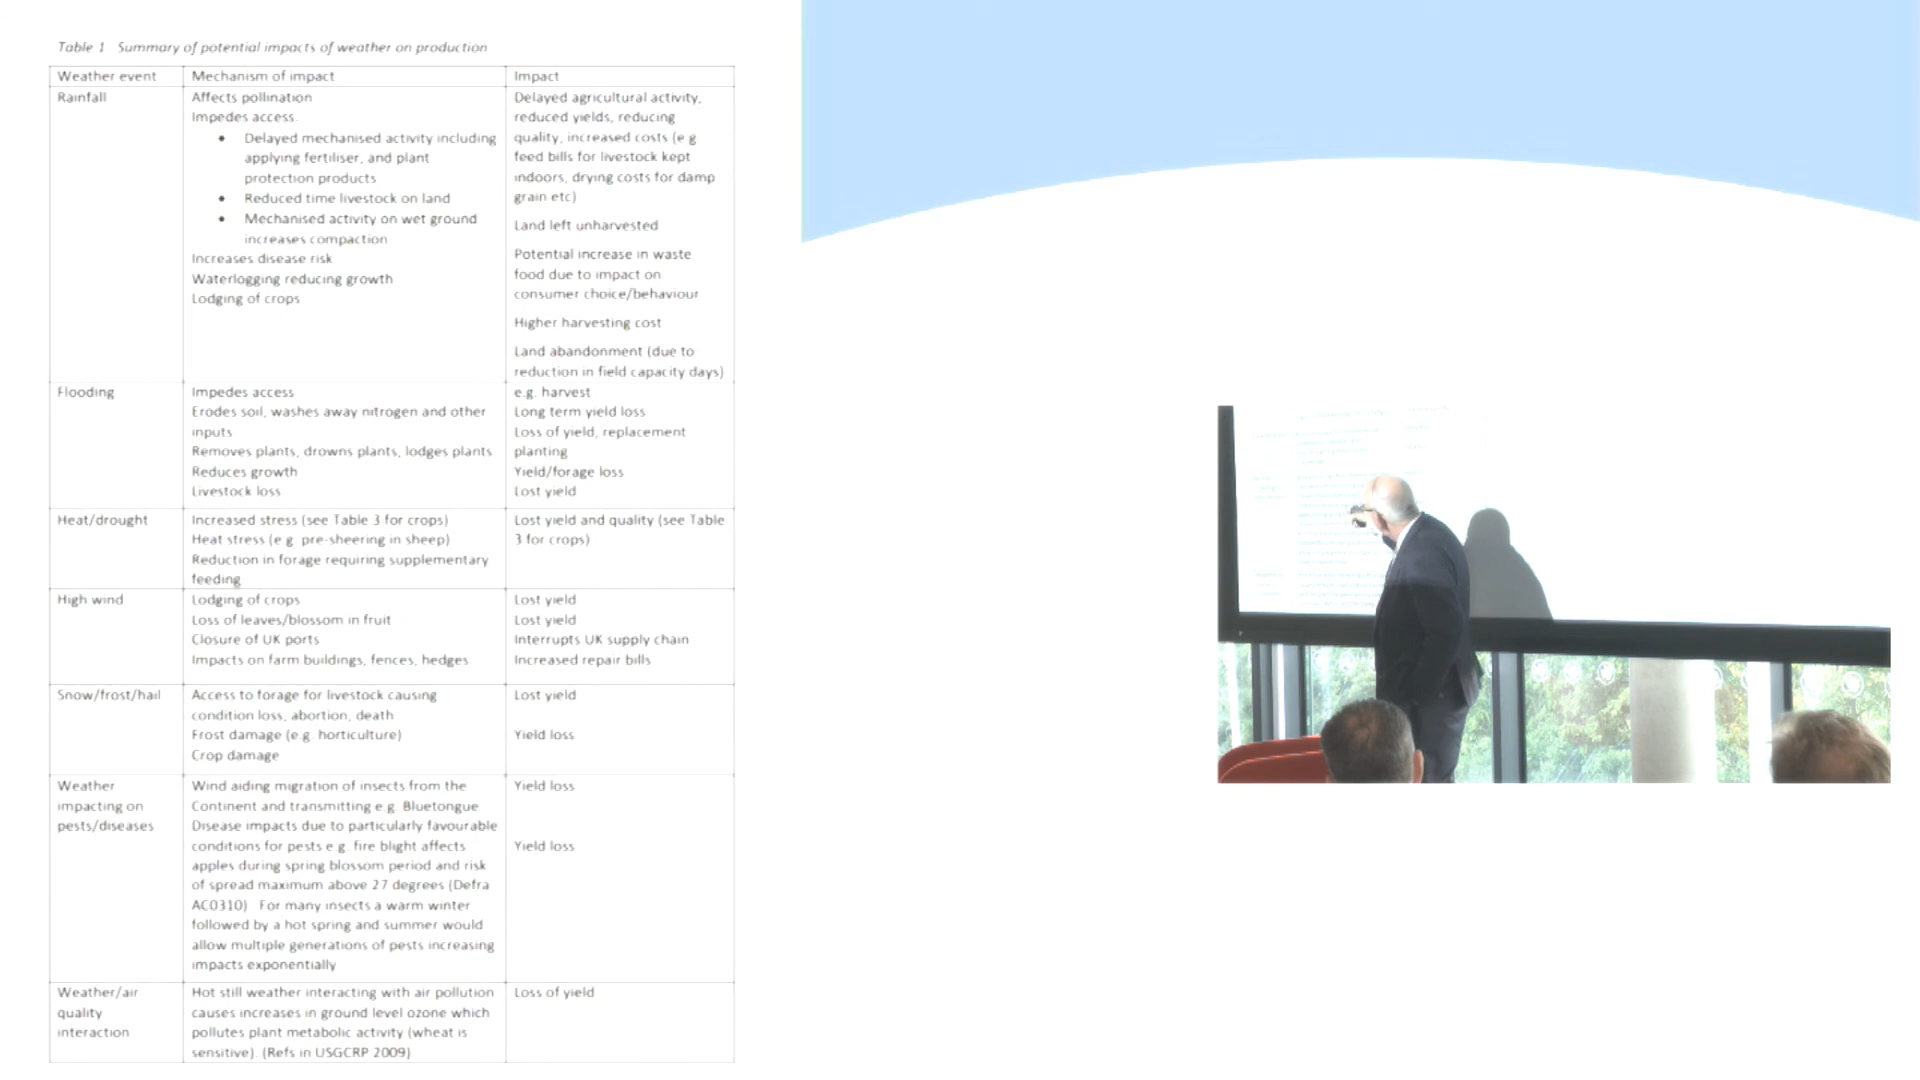 Table 1 Summary of potential impacts of weather on production
Weather event
Mechanism of impact
Impact
Rainfall
Affects pollination
Impedes access.
• Delayed mechanised activity including
applying fertiliser, and plant
protection products
• Reduced time livestock on land
• Mechanised activity on wet ground
increases compaction
Increases disease risk
Waterlogging reducing growth
Lodging of crops
Delayed agricultural activity,
reduced yields, reducing
quality, increased costs (e.g
feed bills for livestock kept
indoors, drying costs for damp
grain etc)
Land left unharvested
Potential increase in waste
food due to impact on
consumer choice/behaviour
Higher harvesting cost
Land abandonment (due to
reduction in field capacity days)
Flooding
Impedes access
Erodes soil, washes away nitrogen and other
inputs
Removes plants, drowns plants, lodges plants
Reduces growth
Livestock loss
e.g. harvest
Long term yield loss
Loss of yield, replacement
planting
Yield/forage loss
Lost yield
Heat/drought
Increased stress (see Table 3 for crops)
Heat stress (e.g. pre-sheering in sheep)
Reduction in forage requiring supplementary
feeding
Lost yield and quality (see Table
3 for crops)
High wind
Lodging of crops
Loss of leaves/blossom in fruit
Closure of UK ports
Impacts on farm buildings, fences, hedges
Lost yield
Lost yield
Interrupts UK supply chain
Increased repair bills
Snow/frost/hail
Access to forage for livestock causing
condition loss, abortion, death
Frost damage (e.g. horticulture)
Crop damage
Lost yield
Yield loss
Weather
impacting on
pests/diseases
Wind aiding migration of insects from the
Continent and transmitting e.g. Bluetongue
Disease impacts due to particularly favourable
conditions for pests e.g. fire blight affects
apples during spring blossom period and risk
of spread maximum above 27 degrees (Defra
AC0310) For many insects a warm winter
followed by a hot spring and summer would
allow multiple generations of pests increasing
impacts exponentially
Yield loss
Yield loss
Weather/air
quality
interaction
Hot still weather interacting with air pollution
causes increases in ground level ozone which
pollutes plant metabolic activity (wheat is
sensitive). (Refs in USGCRP 2009)
Loss of yield